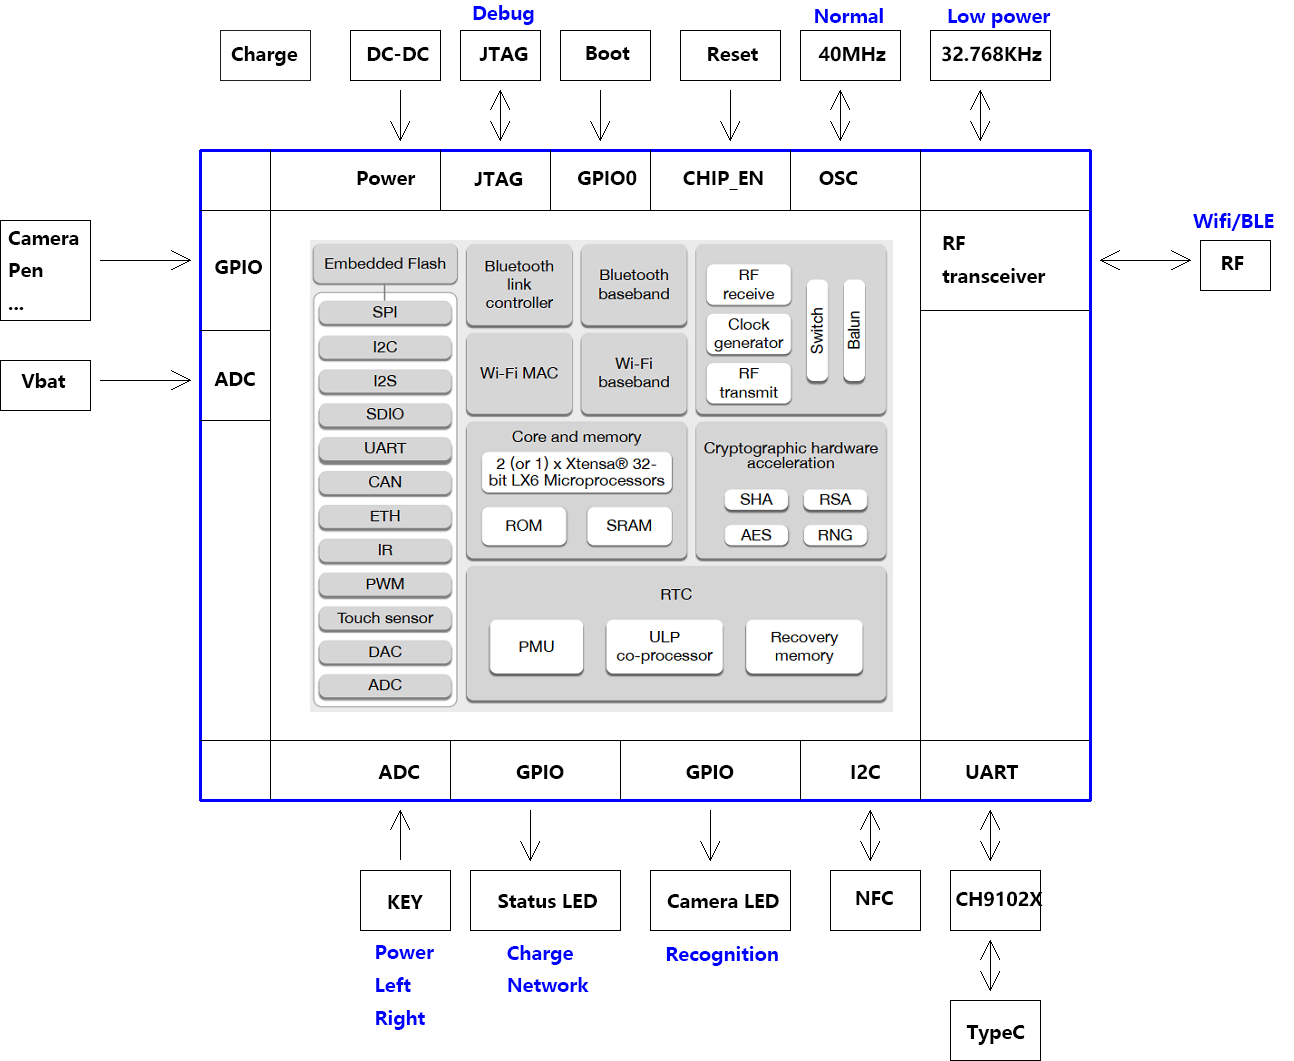 Debug
Normal
Low power
Charge
DC-DC
JTAG
Boot
Reset
40MHz
32.768KHz
Power
JTAG
GPIO0
CHIP_EN
OSC
Camera
Pen
...
GPIO
RF
transceiver
Wifi/BLE
RF
Vbat
ADC
Embedded Flash
SPI
I2C
I2S
SDIO
UART
CAN
ETH
IR
PWM
Touch sensor
DAC
ADC
Bluetooth
link
controller
Bluetooth
baseband
Wi-Fi MAC
Wi-Fi
baseband
RF
receive
Clock
generator
RF
transmit
Switch
Balun
Core and memory
2 (or 1) x Xtensa® 32-
bit LX6 Microprocessors
ROM
SRAM
Cryptographic hardware
acceleration
SHA
RSA
AES
RNG
RTC
PMU
ULP
co-processor
Recovery
memory
ADC
GPIO
GPIO
I2C
UART
KEY
Status LED
Camera LED
NFC
CH9102X
Power
Left
Right
Charge
Network
Recognition
TypeC